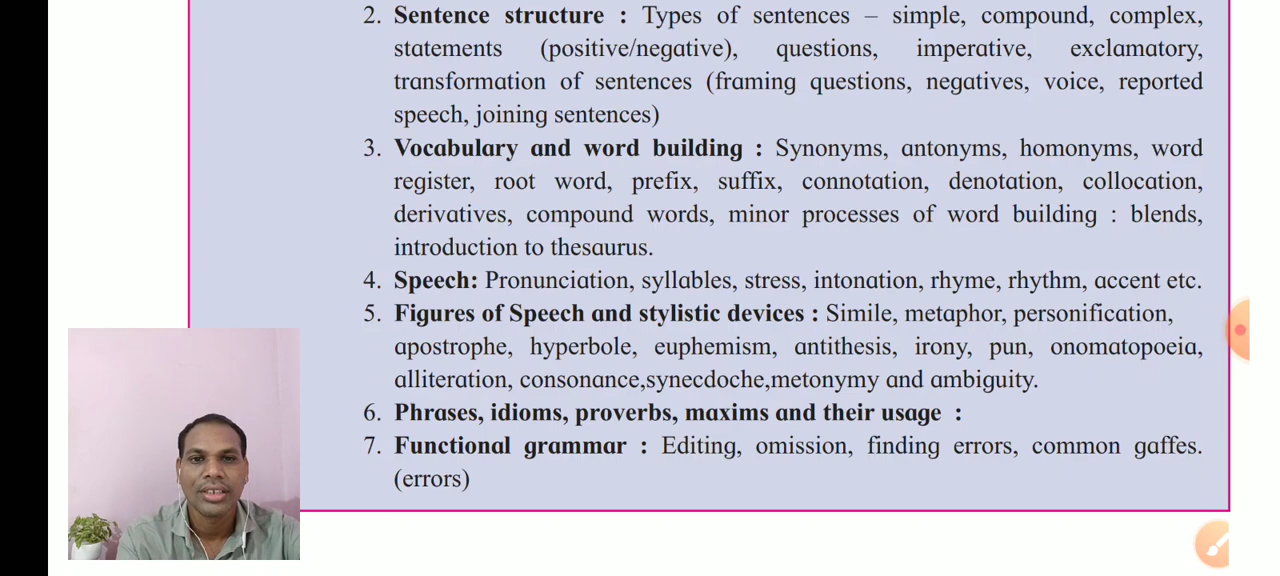 2. Sentence structure : Types of sentences – simple, compound, complex,
statements (positive/negative), questions, imperative, exclamatory,
transformation of sentences (framing questions, negatives, voice, reported
speech, joining sentences)
3. Vocabulary and word building : Synonyms, antonyms, homonyms, word
register, root word, prefix, suffix, connotation, denotation, collocation,
derivatives, compound words, minor processes of word building : blends,
introduction to thesaurus.
4. Speech: Pronunciation, syllables, stress, intonation, rhyme, rhythm, accent etc.
5. Figures of Speech and stylistic devices : Simile, metaphor, personification,
apostrophe, hyperbole, euphemism, antithesis, irony, pun, onomatopoeia,
alliteration, consonance,synecdoche,metonymy and ambiguity.
6. Phrases, idioms, proverbs, maxims and their usage :
7. Functional grammar : Editing, omission, finding errors, common gaffes.
(errors)